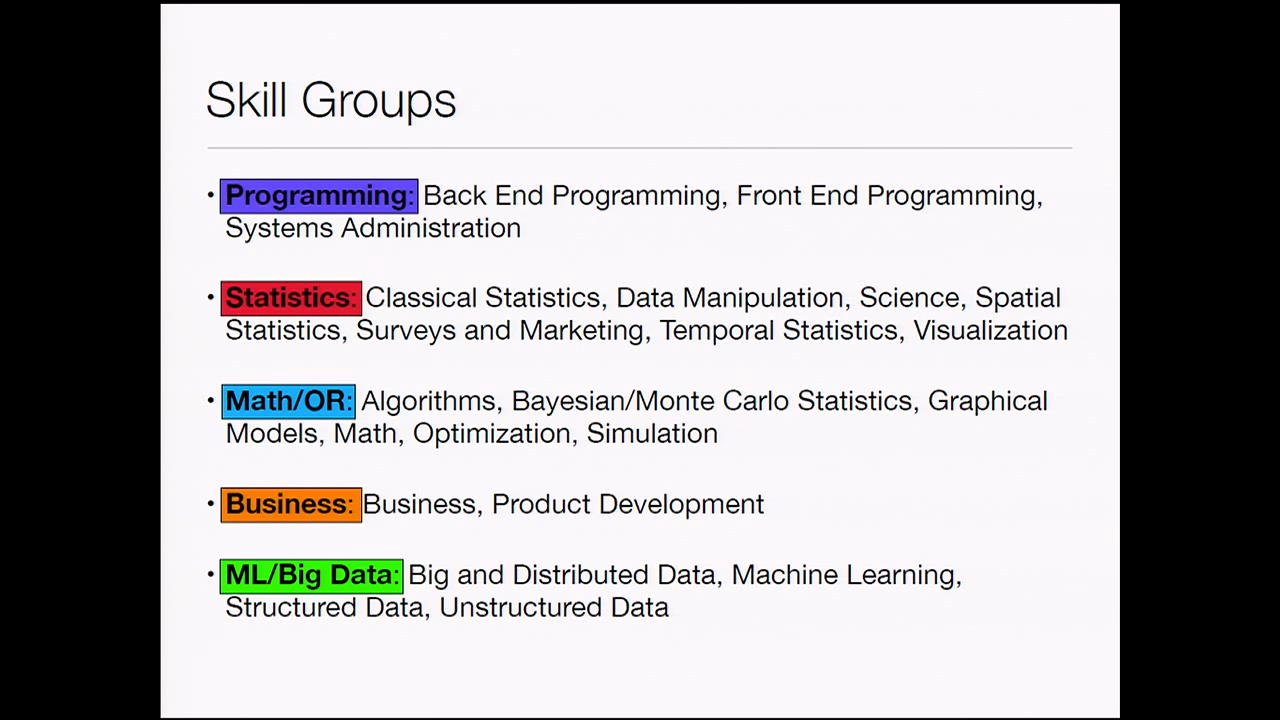 Skill Groups
• Programming: Back End Programming, Front End Programming,
Systems Administration
• Statistics: Classical Statistics, Data Manipulation, Science, Spatial
Statistics, Surveys and Marketing, Temporal Statistics, Visualization
• Math/OR: Algorithms, Bayesian/Monte Carlo Statistics, Graphical
Models, Math, Optimization, Simulation
• Business: Business, Product Development
• ML/Big Data: Big and Distributed Data, Machine Learning,
Structured Data, Unstructured Data